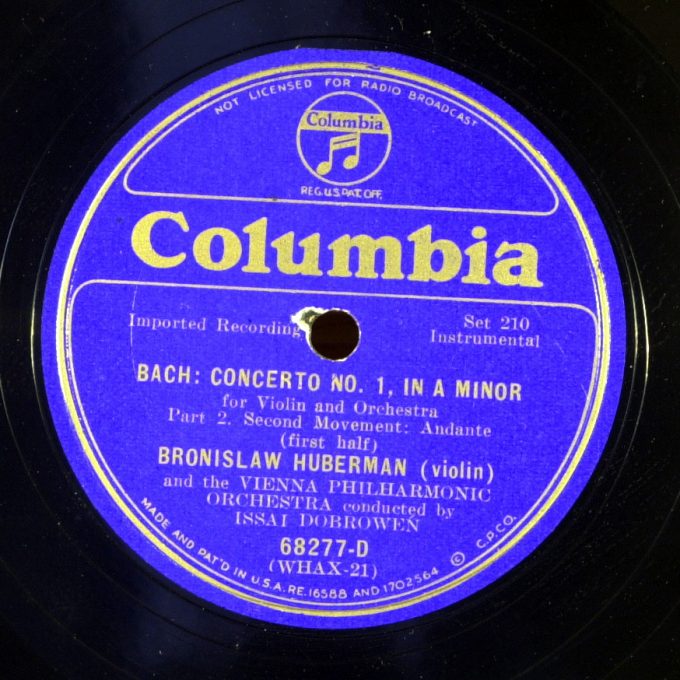 NOT LICENSED FOR RADIO BROADCAST
Columbia
REG.U.S.PAT.OFF.
Columbia
Imported Recording
Set 210
Instrumental
BACH: CONCERTO NO. 1, IN A MINOR
for Violin and Orchestra
Part 2. Second Movement: Andante
(first half)
BRONISLAW HUBERMAN (violin)
and the VIENNA PHILHARMONIC
ORCHESTRA conducted by
ISSAI DOBROWEN
68277-D
(WHAX-21)
MADE AND PAT'D IN U.S.A. RE.16588 AND 1702564 © C.P.CO.